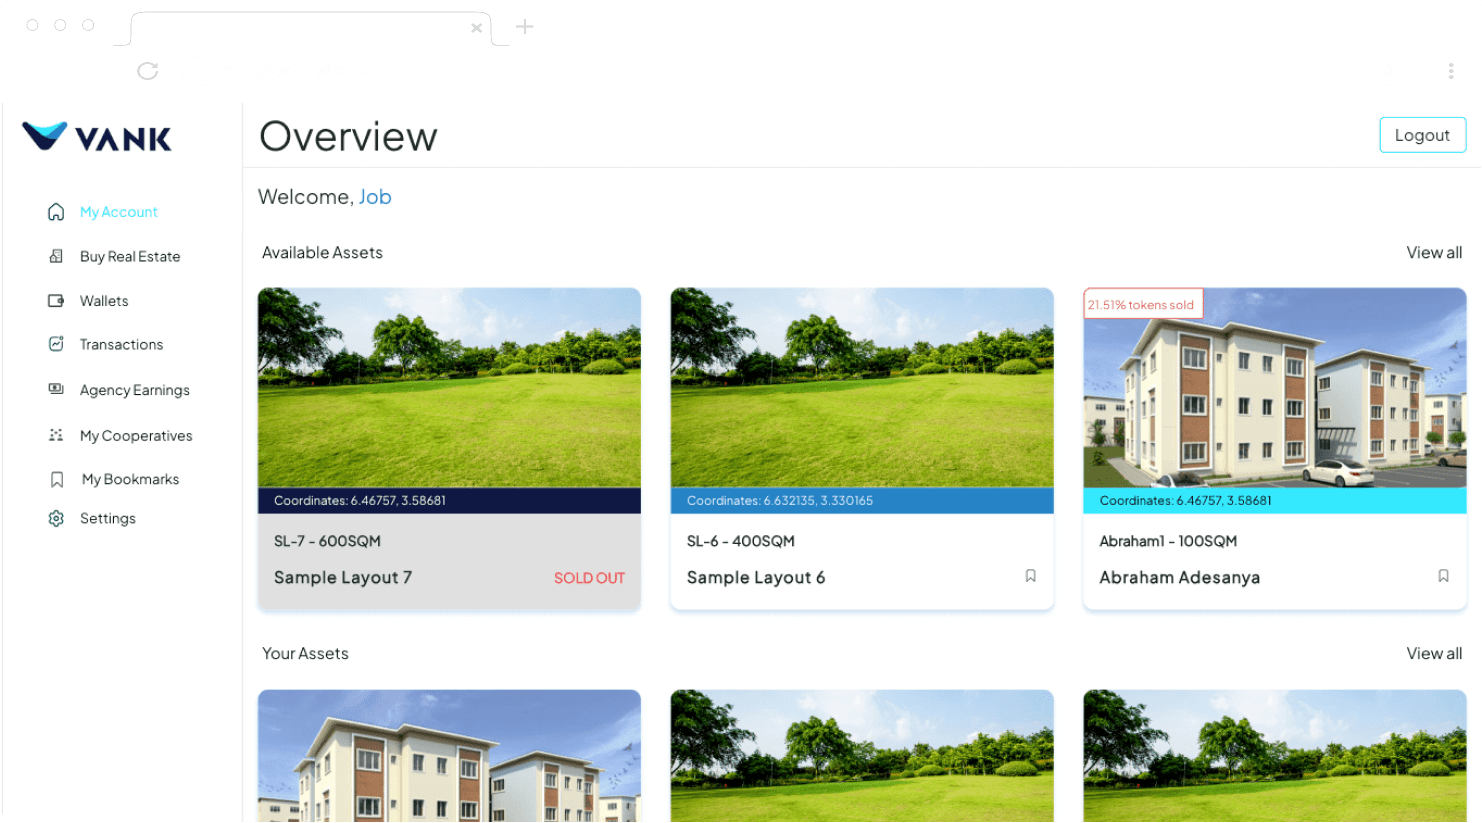 VANK
Overview
Logout
Welcome, Job
My Account
Buy Real Estate
Wallets
Transactions
Agency Earnings
My Cooperatives
My Bookmarks
Settings
Available Assets
View all
Coordinates: 6.46757, 3.58681
SL-7 - 600SQM
Sample Layout 7
SOLD OUT
Coordinates: 6.632135, 3.330165
SL-6 - 400SQM
Sample Layout 6
21.51% tokens sold
Coordinates: 6.46757, 3.58681
Abraham1 - 100SQM
Abraham Adesanya
Your Assets
View all